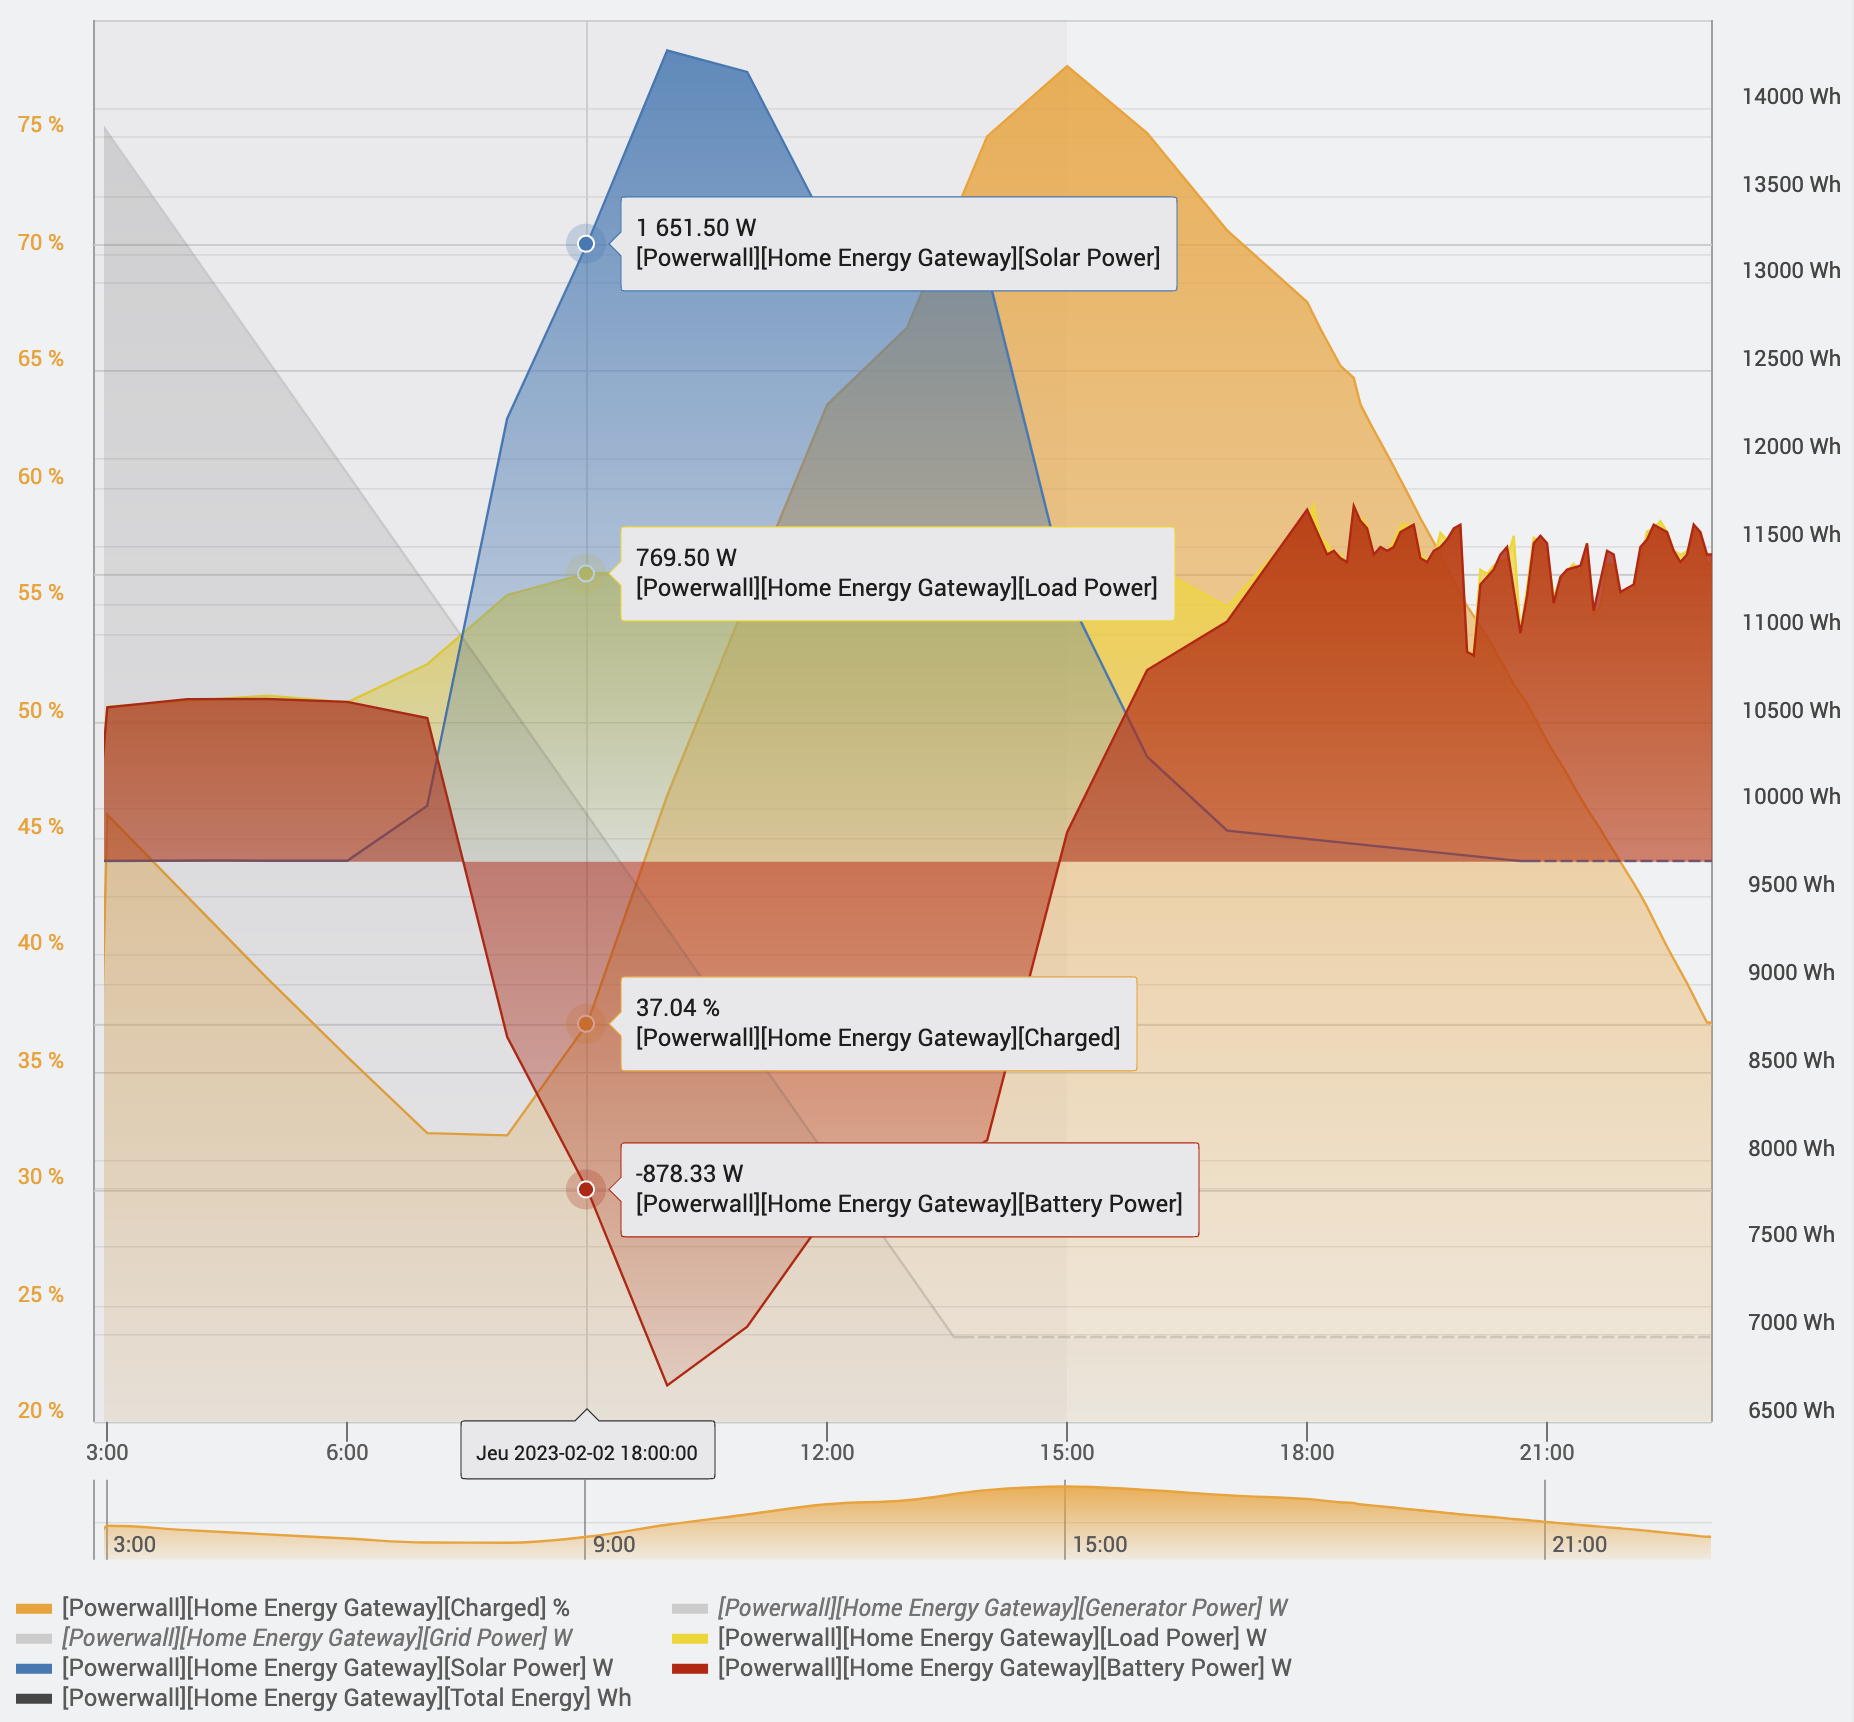 75 %
70 %
65 %
60 %
55 %
50 %
45 %
40 %
35 %
30 %
25 %
20 %
14000 Wh
13500 Wh
13000 Wh
12500 Wh
12000 Wh
11500 Wh
11000 Wh
10500 Wh
10000 Wh
9500 Wh
9000 Wh
8500 Wh
8000 Wh
7500 Wh
7000 Wh
6500 Wh
1 651.50 W
[Powerwall][Home Energy Gateway][Solar Power]
769.50 W
[Powerwall][Home Energy Gateway][Load Power]
37.04 %
[Powerwall][Home Energy Gateway][Charged]
-878.33 W
[Powerwall][Home Energy Gateway][Battery Power]
3:00 6:00 Jeu 2023-02-02 18:00:00 12:00 15:00 18:00 21:00
3:00 9:00 15:00 21:00
[Powerwall][Home Energy Gateway][Charged] %
[Powerwall][Home Energy Gateway][Generator Power] W
[Powerwall][Home Energy Gateway][Grid Power] W
[Powerwall][Home Energy Gateway][Load Power] W
[Powerwall][Home Energy Gateway][Solar Power] W
[Powerwall][Home Energy Gateway][Battery Power] W
[Powerwall][Home Energy Gateway][Total Energy] Wh